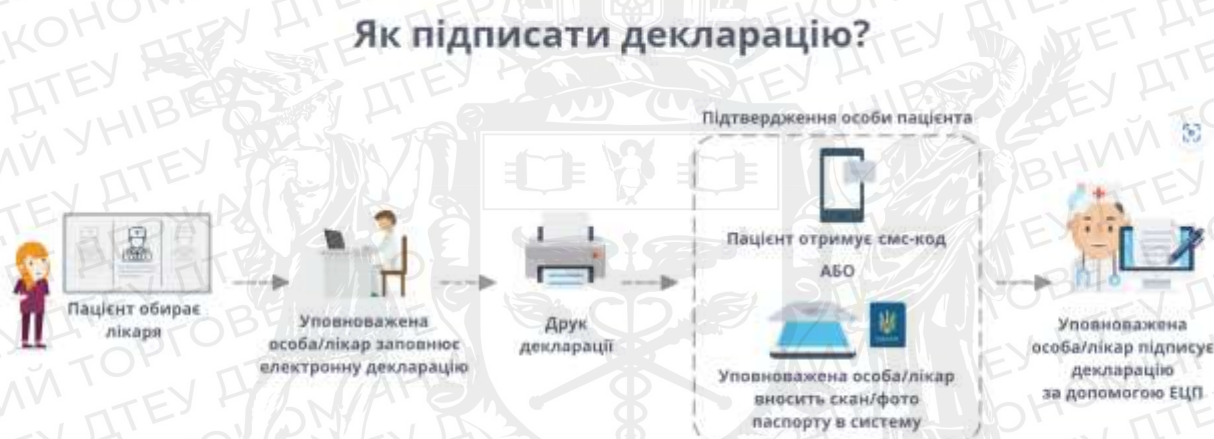 Як підписати декларацію?
Підтвердження особи пацієнта
Пацієнт обирає
лікаря
Уповноважена
особа/лікар заповнює
електронну декларацію
Друк
декларації
Пацієнт отримує смс-код
АБО
Уповноважена особа/лікар
вносить скан/фото
паспорту в систему
Уповноважена
особа/лікар підписує
декларацію
за допомогою ЕЦП